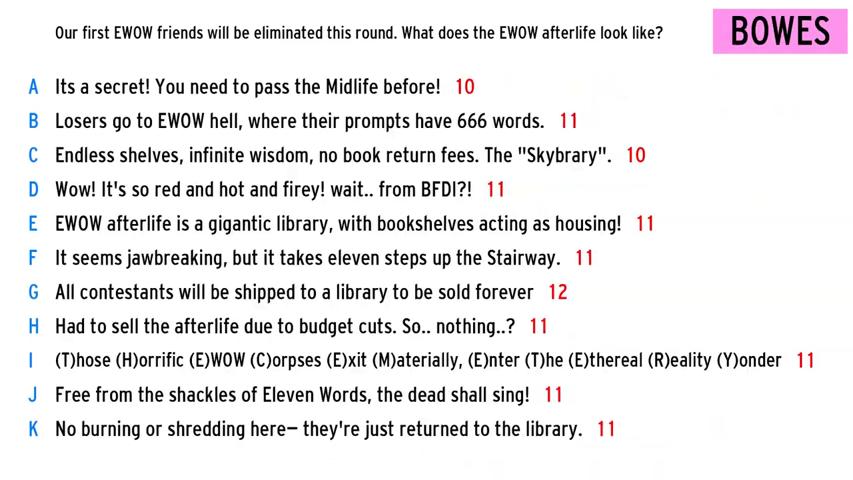 Our first EWOW friends will be eliminated this round. What does the EWOW afterlife look like?
BOWES
A Its a secret! You need to pass the Midlife before! 10
B Losers go to EWOW hell, where their prompts have 666 words. 11
C Endless shelves, infinite wisdom, no book return fees. The "Skybrary". 10
D Wow! It's so red and hot and firey! wait.. from BFDI?! 11
E EWOW afterlife is a gigantic library, with bookshelves acting as housing! 11
F It seems jawbreaking, but it takes eleven steps up the Stairway. 11
G All contestants will be shipped to a library to be sold forever 12
H Had to sell the afterlife due to budget cuts. So.. nothing..? 11
I (T)hose (H)orrific (E)WOW (C)orpses (E)xit (M)aterially, (E)nter (T)he (E)thereal (R)eality (Y)onder 11
J Free from the shackles of Eleven Words, the dead shall sing! 11
K No burning or shredding here— they're just returned to the library. 11